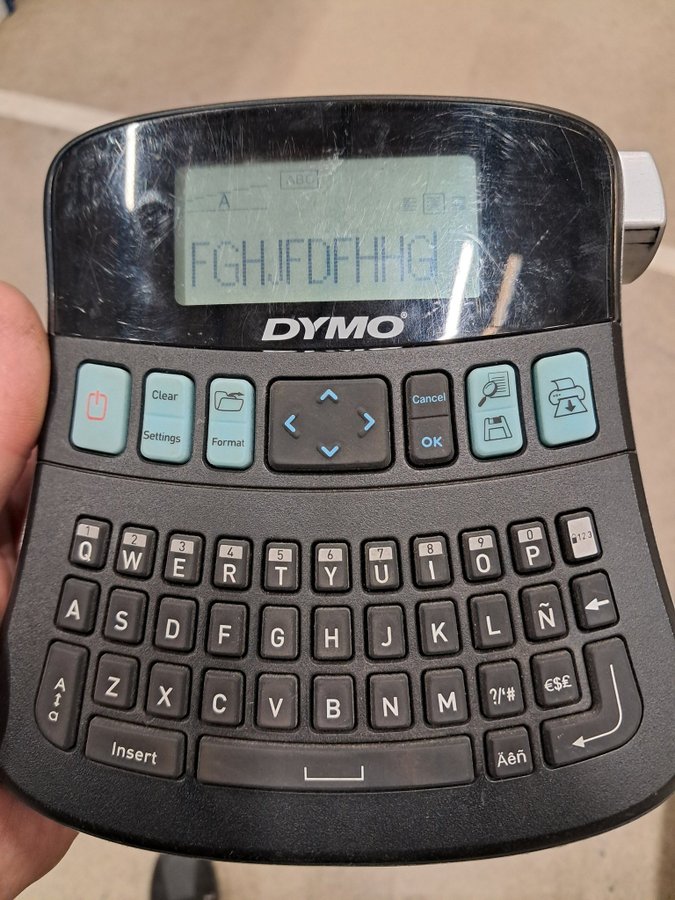 ABC
A
FGHJFDFHHG
DYMO®
Clear
Settings
Format
Cancel
OK
1 2 3 4 5 6 7 8 9 0
Q W E R T Y U I O P 123
A S D F G H J K L Ñ
A a Z X C V B N M ?/'# €$£
Insert Äêñ